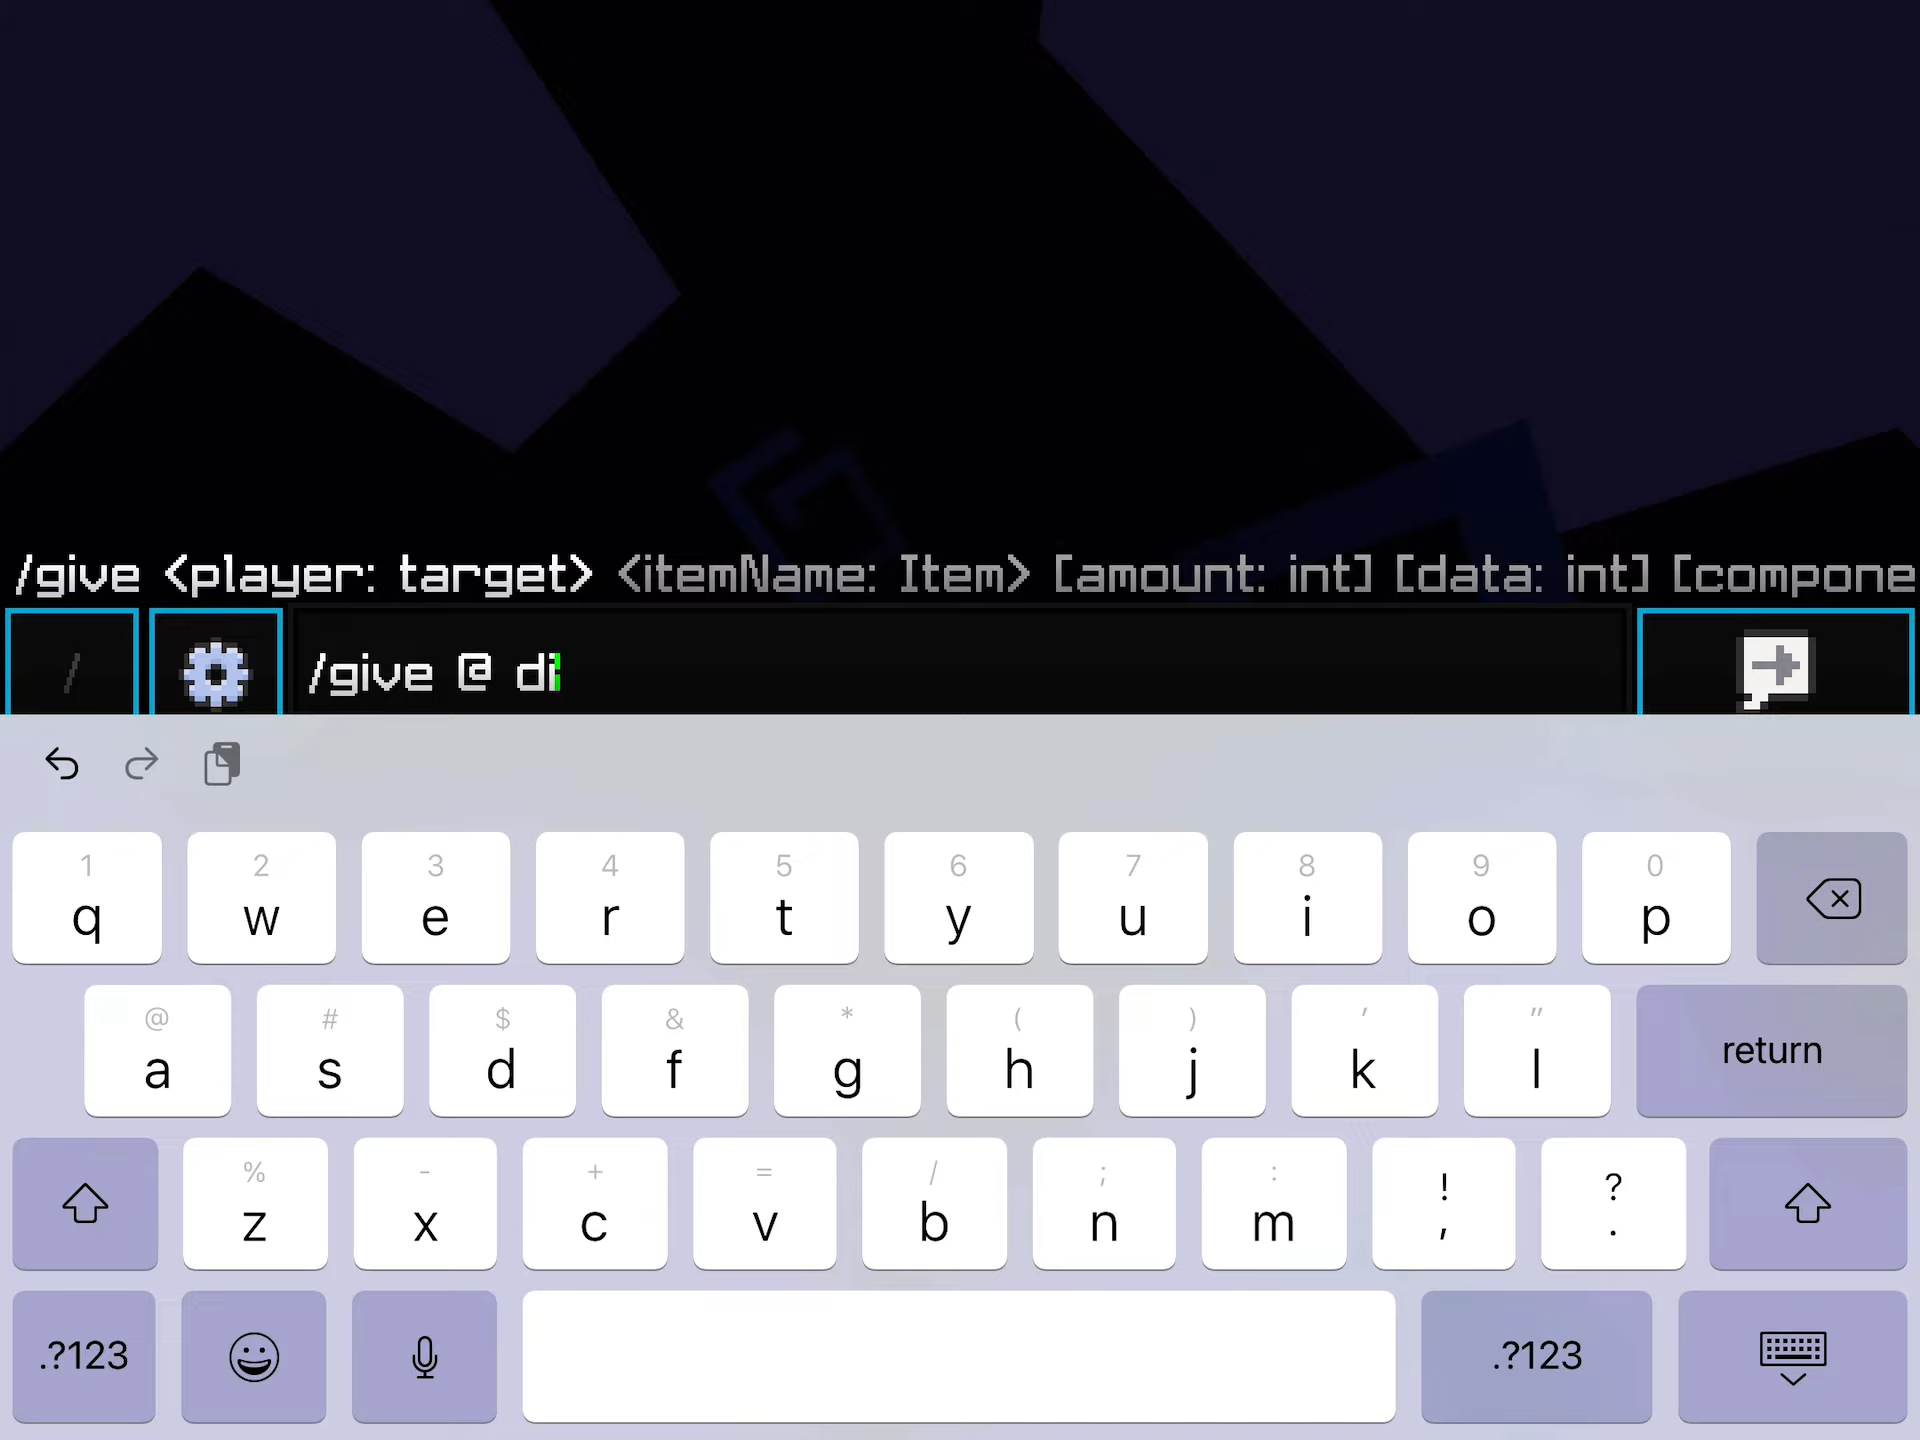 /give <player: target> <itemName: Item> [amount: int] [data: int] [compone
/
/give @ di
1 2 3 4 5 6 7 8 9 0
q w e r t y u i o p
@ # $ & * ( ) ' "
a s d f g h j k l return
% - + = / ; : ! ?
z x c v b n m , .
.?123 .?123